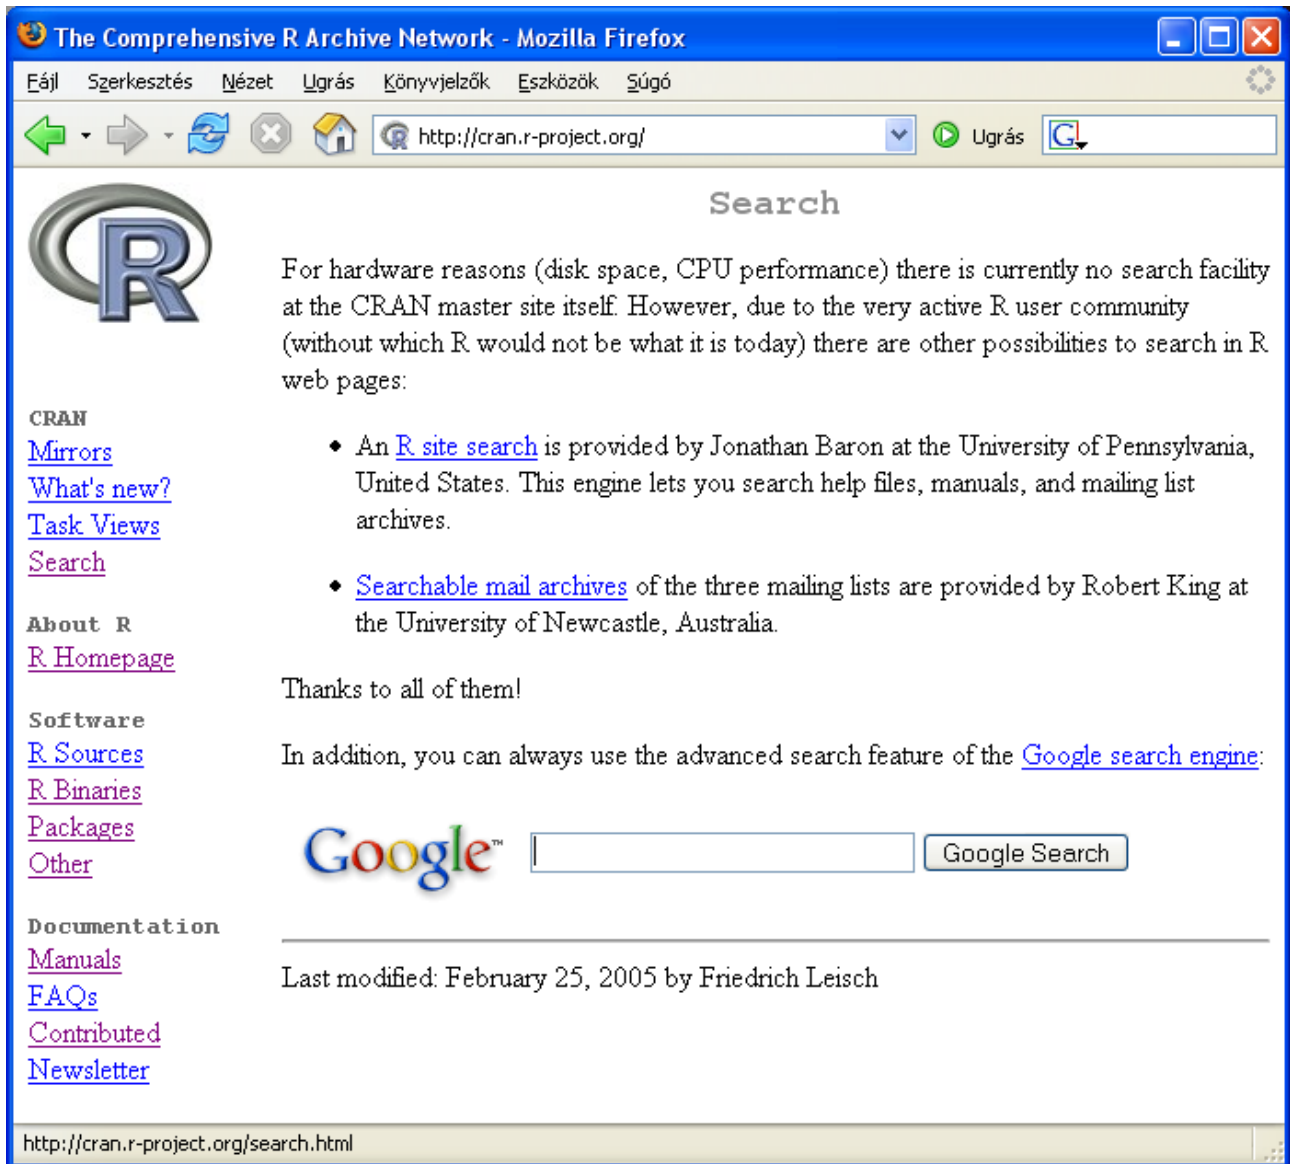 The Comprehensive R Archive Network - Mozilla Firefox
Fájl Szerkesztés Nézet Ugrás Könyvjelzők Eszközök Súgó
http://cran.r-project.org/ Ugrás G
R
CRAN
Mirrors
What's new?
Task Views
Search
About R
R Homepage
Software
R Sources
R Binaries
Packages
Other
Documentation
Manuals
FAQs
Contributed
Newsletter
Search
For hardware reasons (disk space, CPU performance) there is currently no search facility
at the CRAN master site itself. However, due to the very active R user community
(without which R would not be what it is today) there are other possibilities to search in R
web pages:
• An R site search is provided by Jonathan Baron at the University of Pennsylvania,
United States. This engine lets you search help files, manuals, and mailing list
archives.
• Searchable mail archives of the three mailing lists are provided by Robert King at
the University of Newcastle, Australia.
Thanks to all of them!
In addition, you can always use the advanced search feature of the Google search engine:
Google™ Google Search
Last modified: February 25, 2005 by Friedrich Leisch
http://cran.r-project.org/search.html